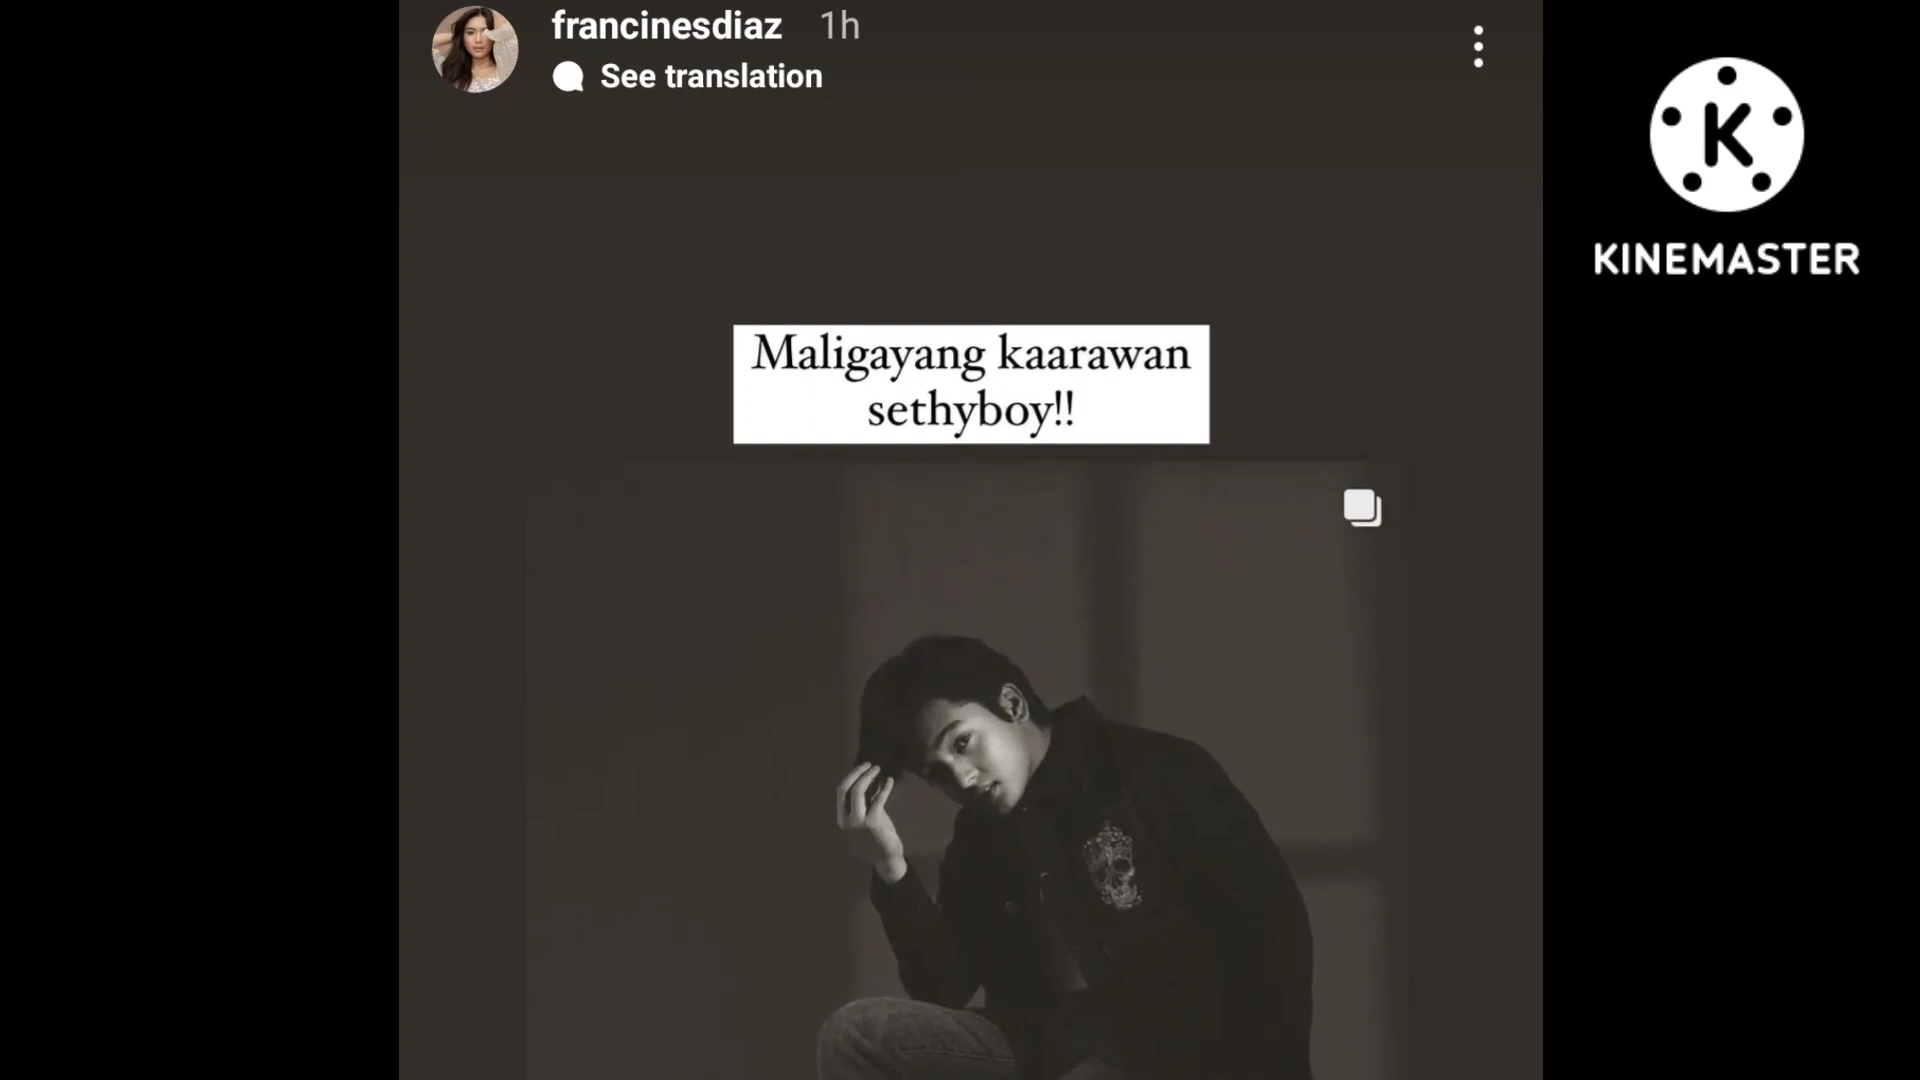 francinesdiaz 1h
See translation
K
KINEMASTER
Maligayang kaarawan
sethyboy!!